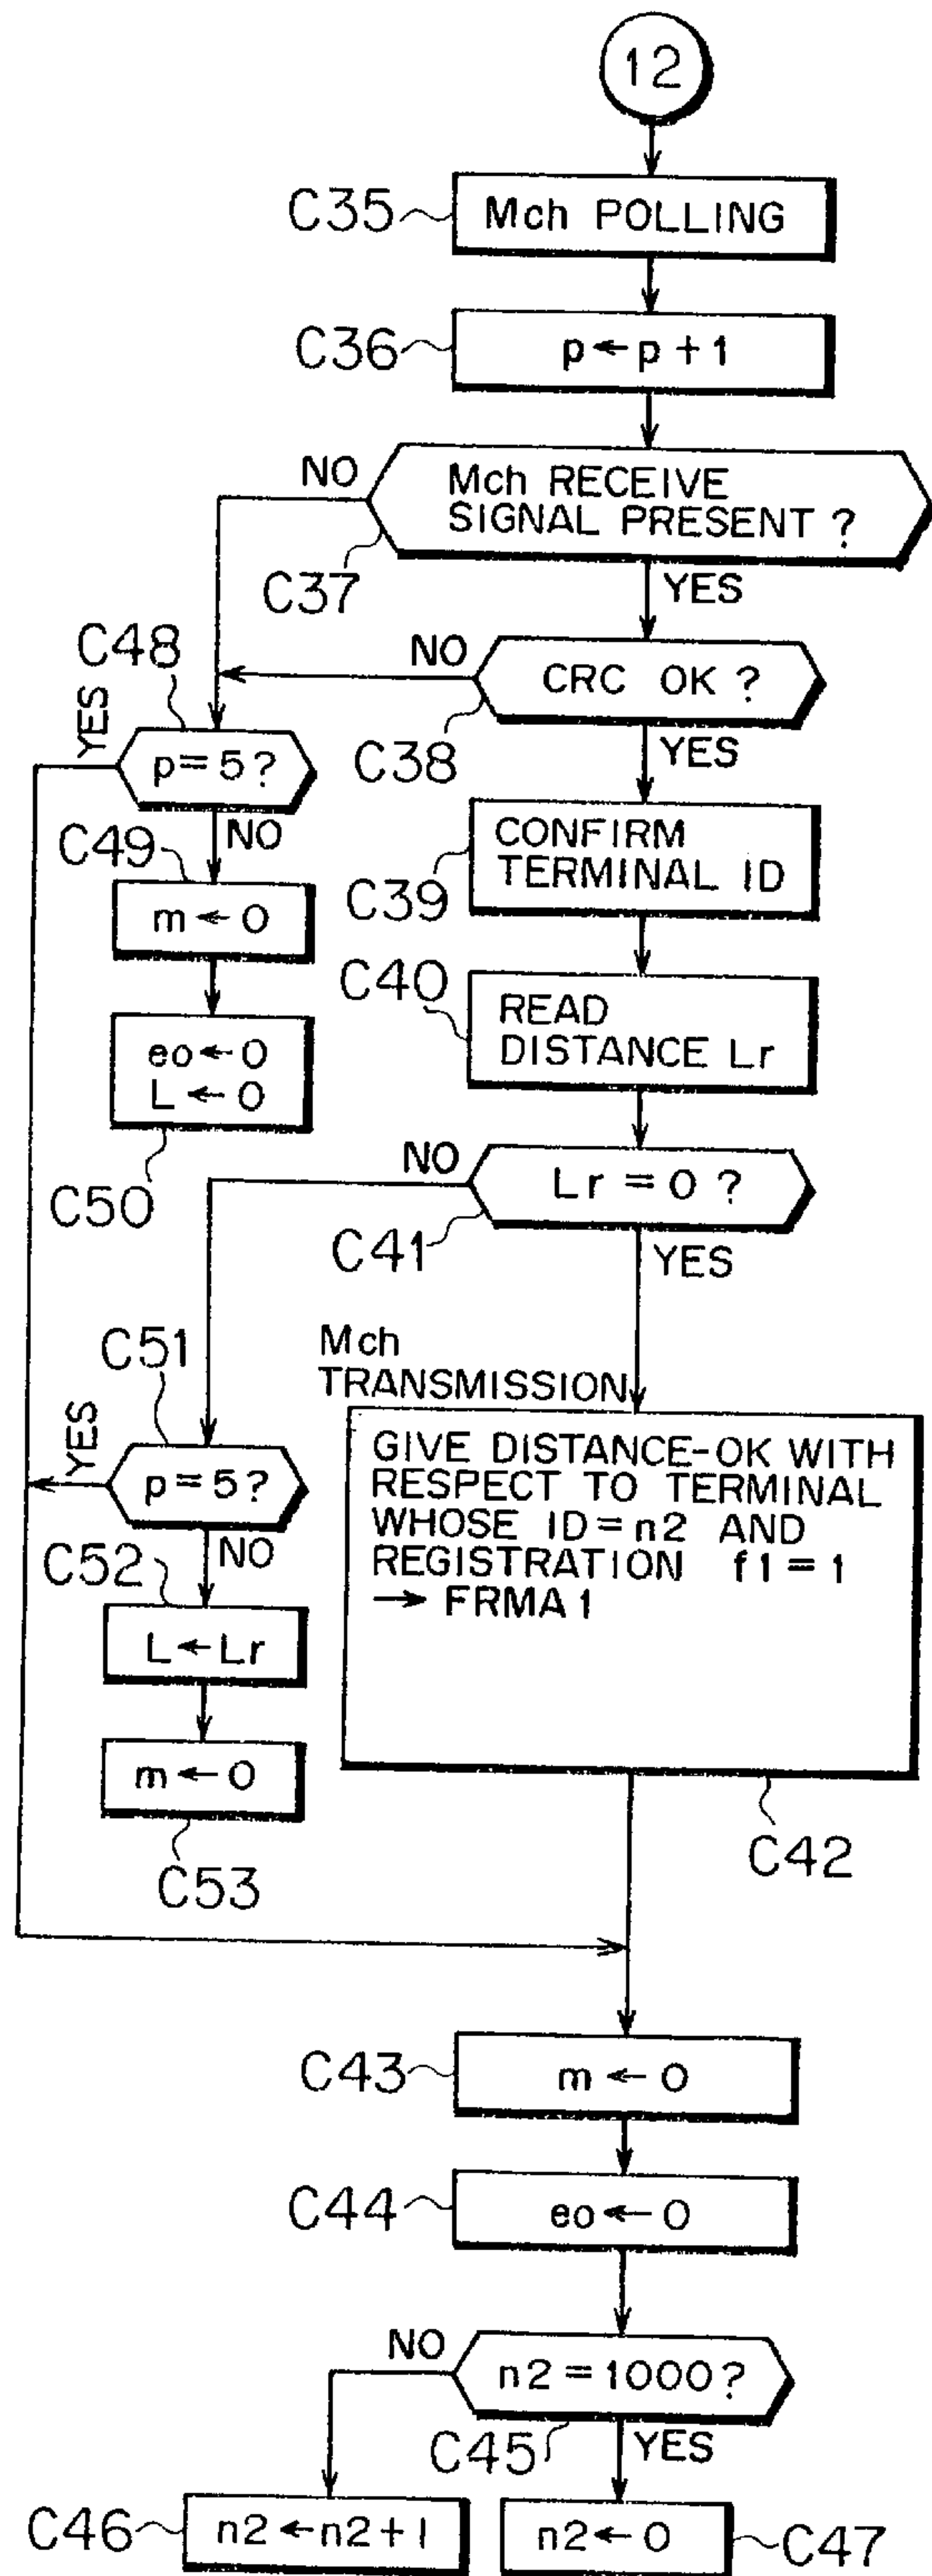 12
C35
Mch POLLING
C36
p ← p + 1
NO
Mch RECEIVE
SIGNAL PRESENT ?
C37
YES
C48
NO
CRC OK ?
YES
C38
YES
p = 5 ?
C49
NO
CONFIRM
TERMINAL ID
C39
m ← 0
C40
READ
DISTANCE Lr
eo ← 0
L ← 0
C50
NO
Lr = 0 ?
C41
YES
C51
Mch
TRANSMISSION
YES
p = 5 ?
GIVE DISTANCE-OK WITH
RESPECT TO TERMINAL
WHOSE ID = n2 AND
REGISTRATION f1 = 1
→ FRMA1
C52
NO
L ← Lr
m ← 0
C53
C42
C43
m ← 0
C44
eo ← 0
NO
n2 = 1000 ?
C45
YES
C46
n2 ← n2 + 1
n2 ← 0
C47